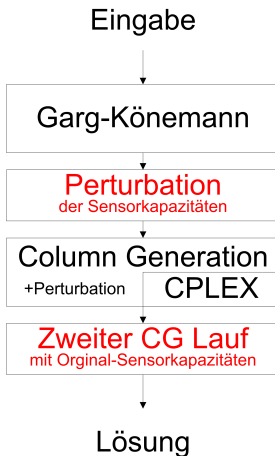 Eingabe
Garg-Könemann
Perturbation
der Sensorkapazitäten
Column Generation
+Perturbation CPLEX
Zweiter CG Lauf
mit Orginal-Sensorkapazitäten
Lösung